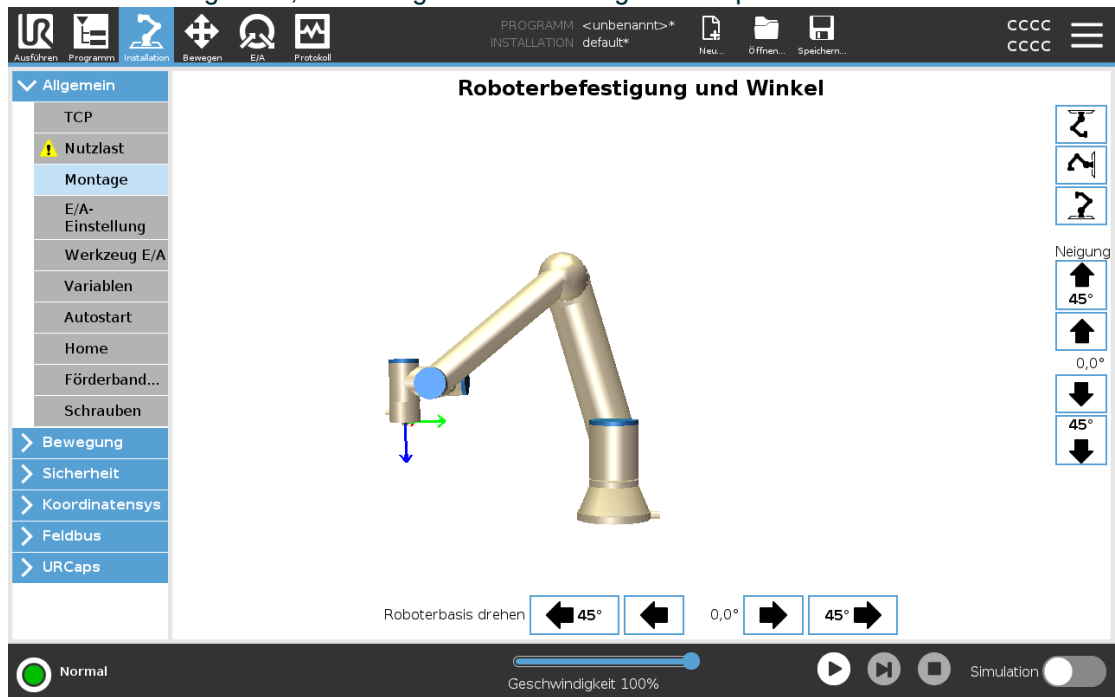 PROGRAMM <unbenannt>*
INSTALLATION default*
Ausführen Programm Installation Bewegen E/A Protokoll
Neu... Öffnen... Speichern...
CCCC
CCCC
Allgemein
TCP
Nutzlast
Montage
E/A-
Einstellung
Werkzeug E/A
Variablen
Autostart
Home
Förderband...
Schrauben
Bewegung
Sicherheit
Koordinatensys
Feldbus
URCaps
Roboterbefestigung und Winkel
Neigung
45°
0,0°
45°
Roboterbasis drehen 45° 0,0° 45°
Normal
Geschwindigkeit 100%
Simulation